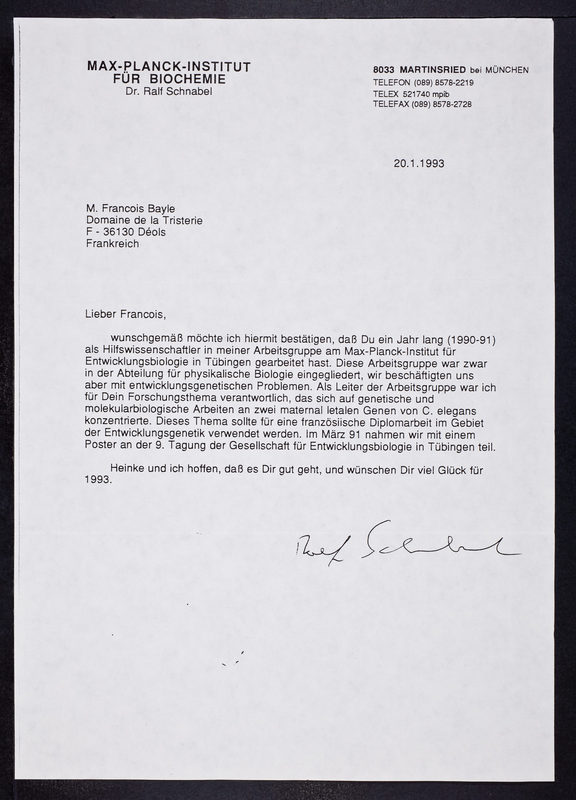 MAX-PLANCK-INSTITUT
FÜR BIOCHEMIE
Dr. Ralf Schnabel
8033 MARTINSRIED bei MÜNCHEN
TELEFON (089) 8578-2219
TELEX 521740 mpib
TELEFAX (089) 8578-2728
20.1.1993
M. Francois Bayle
Domaine de la Tristerie
F - 36130 Déols
Frankreich
Lieber Francois,
wunschgemäß möchte ich hiermit bestätigen, daß Du ein Jahr lang (1990-91)
als Hilfswissenschaftler in meiner Arbeitsgruppe am Max-Planck-Institut für
Entwicklungsbiologie in Tübingen gearbeitet hast. Diese Arbeitsgruppe war zwar
in der Abteilung für physikalische Biologie eingegliedert, wir beschäftigten uns
aber mit entwicklungsgenetischen Problemen. Als Leiter der Arbeitsgruppe war ich
für Dein Forschungsthema verantwortlich, das sich auf genetische und
molekularbiologische Arbeiten an zwei maternal letalen Genen von C. elegans
konzentrierte. Dieses Thema sollte für eine französiische Diplomarbeit im Gebiet
der Entwicklungsgenetik verwendet werden. Im März 91 nahmen wir mit einem
Poster an der 9. Tagung der Gesellschaft für Entwicklungsbiologie in Tübingen teil.
Heinke und ich hoffen, daß es Dir gut geht, und wünschen Dir viel Glück für
1993.
Ralf Schnabel